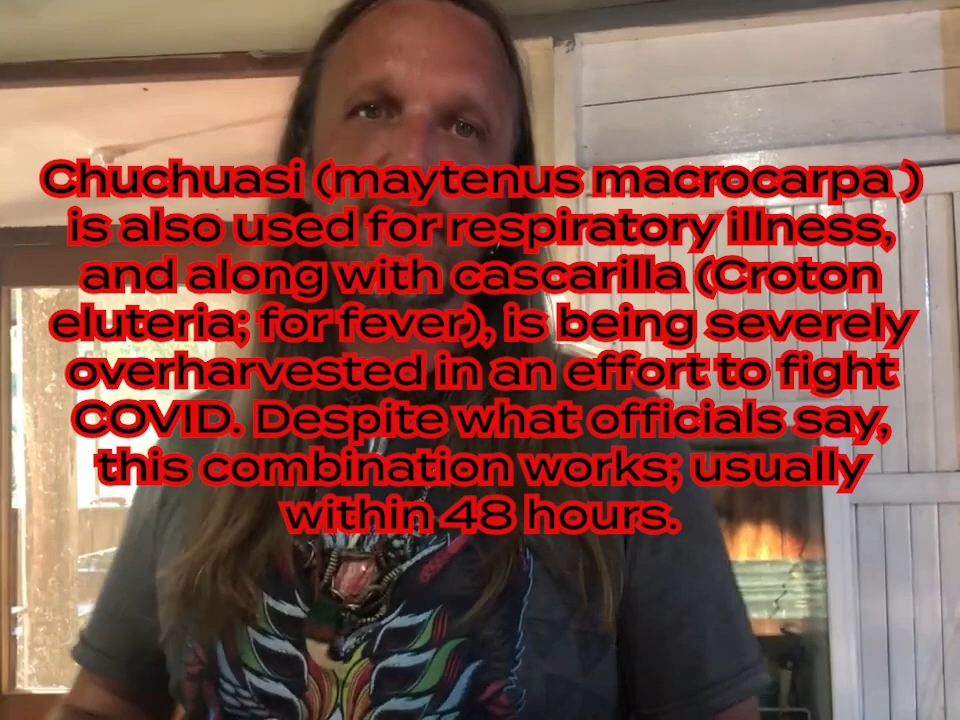 Chuchuasi (maytenus macrocarpa )
is also used for respiratory illness,
and along with cascarilla (Croton
eluteria; for fever), is being severely
overharvested in an effort to fight
COVID. Despite what officials say,
this combination works; usually
within 48 hours.